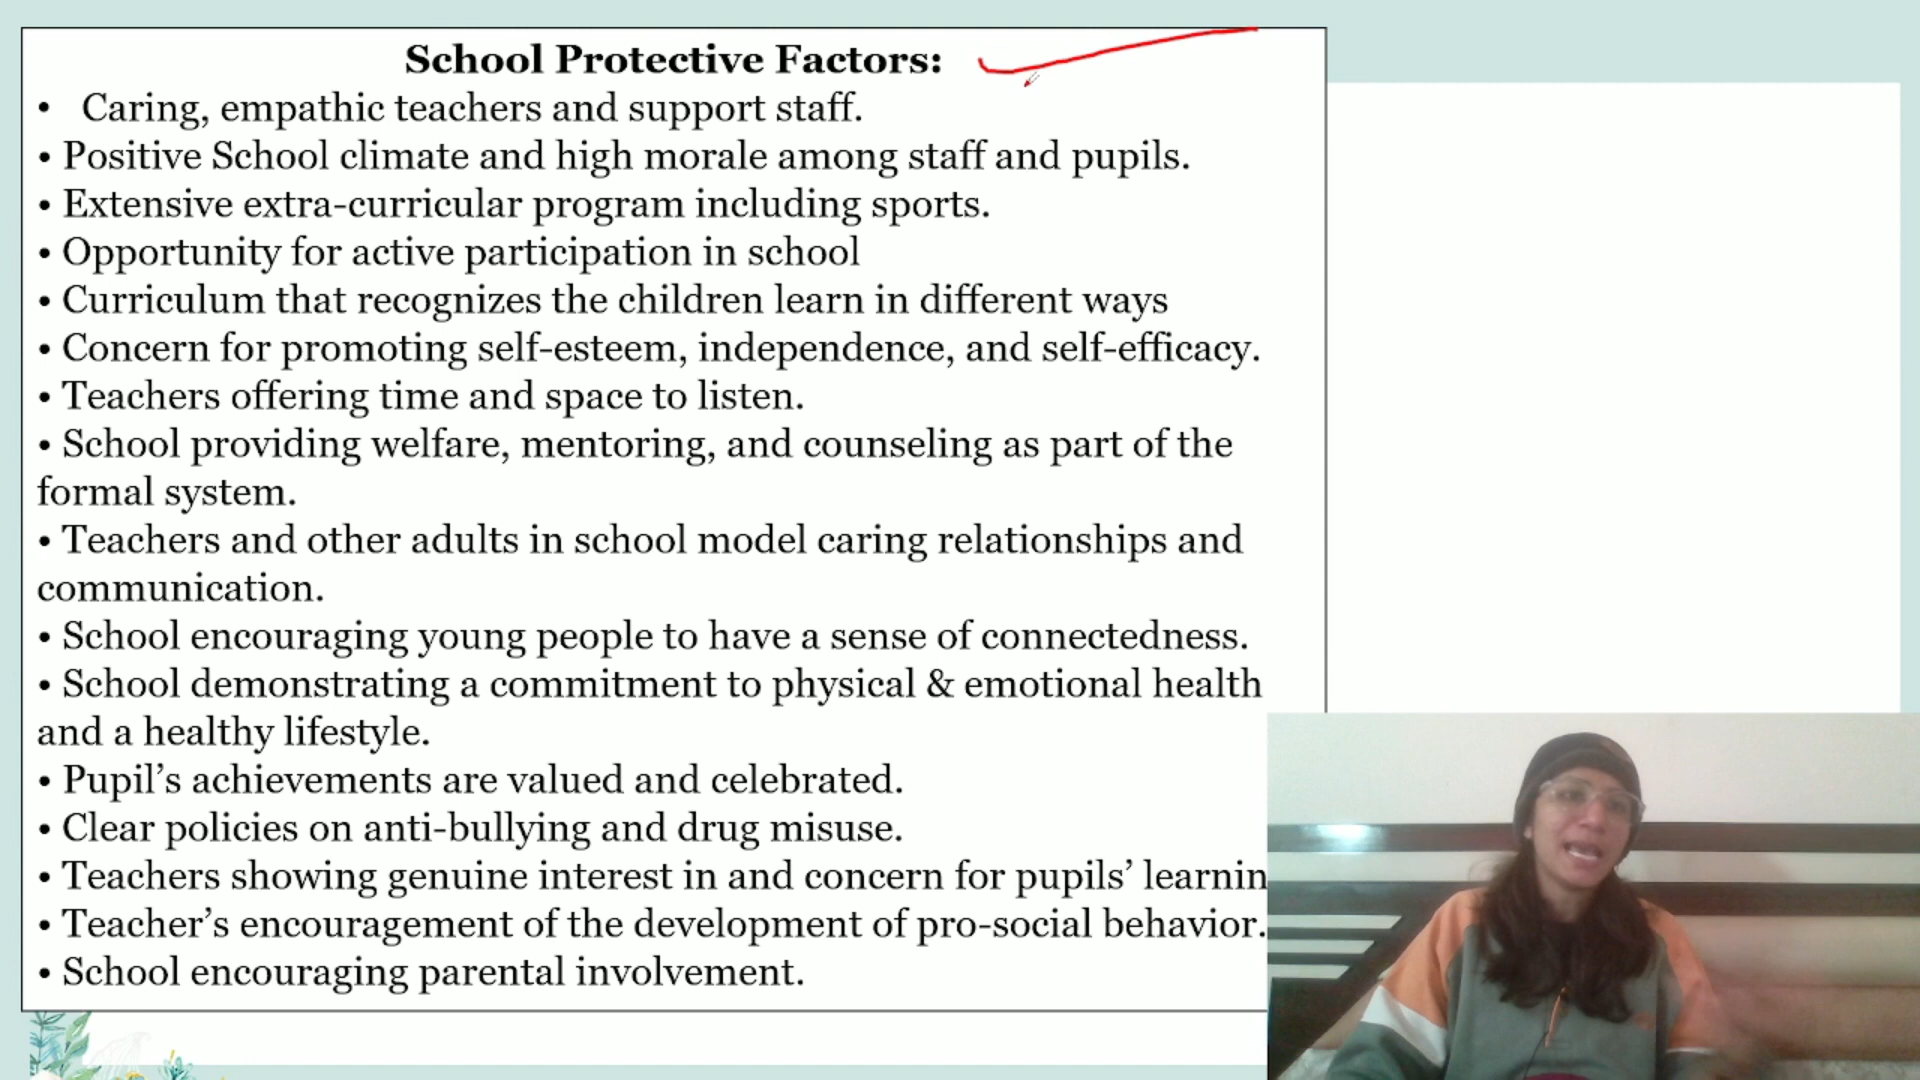 School Protective Factors:
• Caring, empathic teachers and support staff.
• Positive School climate and high morale among staff and pupils.
• Extensive extra-curricular program including sports.
• Opportunity for active participation in school
• Curriculum that recognizes the children learn in different ways
• Concern for promoting self-esteem, independence, and self-efficacy.
• Teachers offering time and space to listen.
• School providing welfare, mentoring, and counseling as part of the
formal system.
• Teachers and other adults in school model caring relationships and
communication.
• School encouraging young people to have a sense of connectedness.
• School demonstrating a commitment to physical & emotional health
and a healthy lifestyle.
• Pupil’s achievements are valued and celebrated.
• Clear policies on anti-bullying and drug misuse.
• Teachers showing genuine interest in and concern for pupils’ learnin
• Teacher’s encouragement of the development of pro-social behavior.
• School encouraging parental involvement.